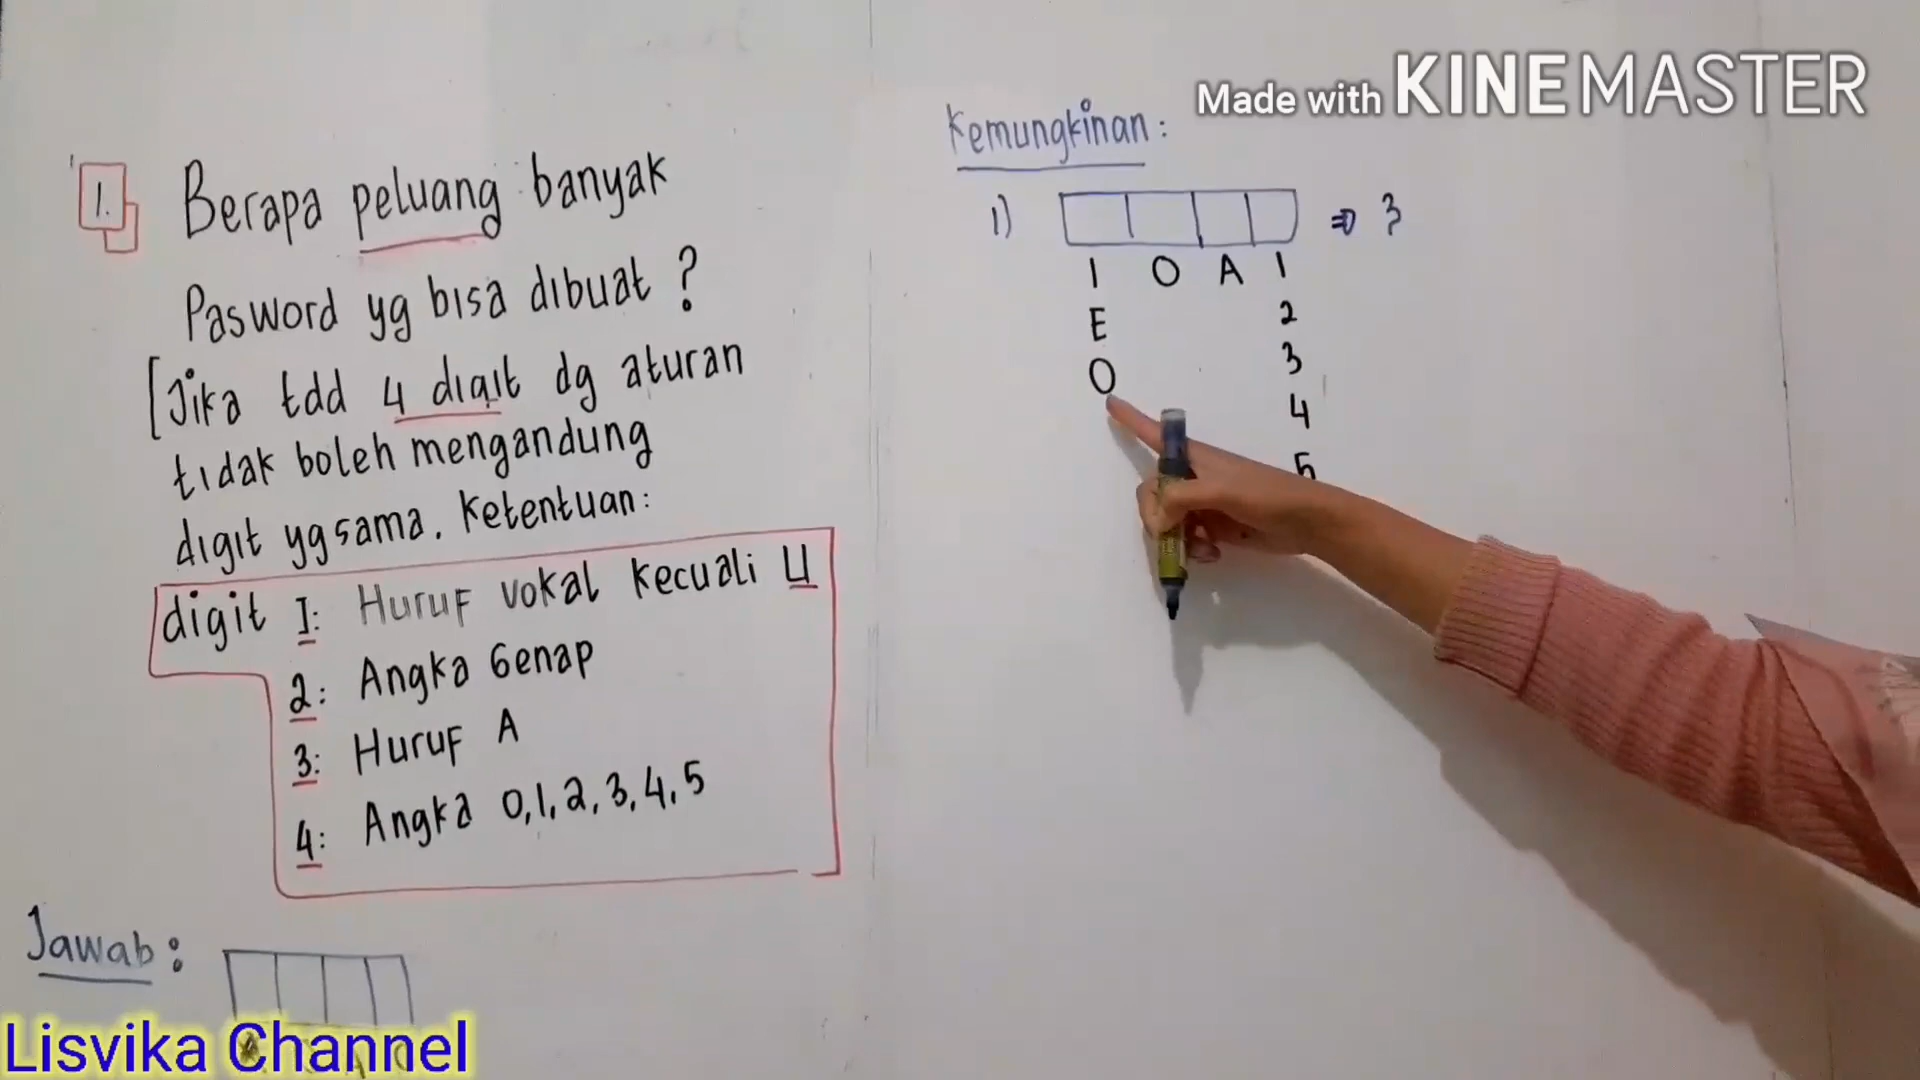 1. Berapa peluang banyak
Pasword yg bisa dibuat ?
[Jika tdd 4 digit dg aturan
tidak boleh mengandung
digit yg sama. Ketentuan:
digit I: Huruf vokal kecuali U
2: Angka Genap
3: Huruf A
4: Angka 0,1,2,3,4,5
Jawab:
Lisvika Channel
Made with KINEMASTER
Kemungkinan:
1) ⇒ 3
I O A 1
E 2
O 3
4
5